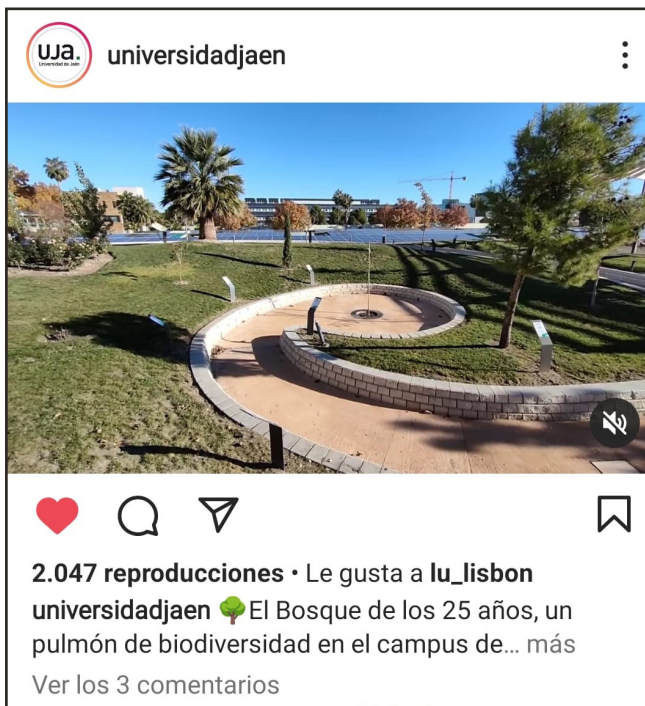 uja.
Universidad de Jaén
universidadjaen
2.047 reproducciones • Le gusta a lu_lisbon
universidadjaen 🌳El Bosque de los 25 años, un
pulmón de biodiversidad en el campus de... más
Ver los 3 comentarios